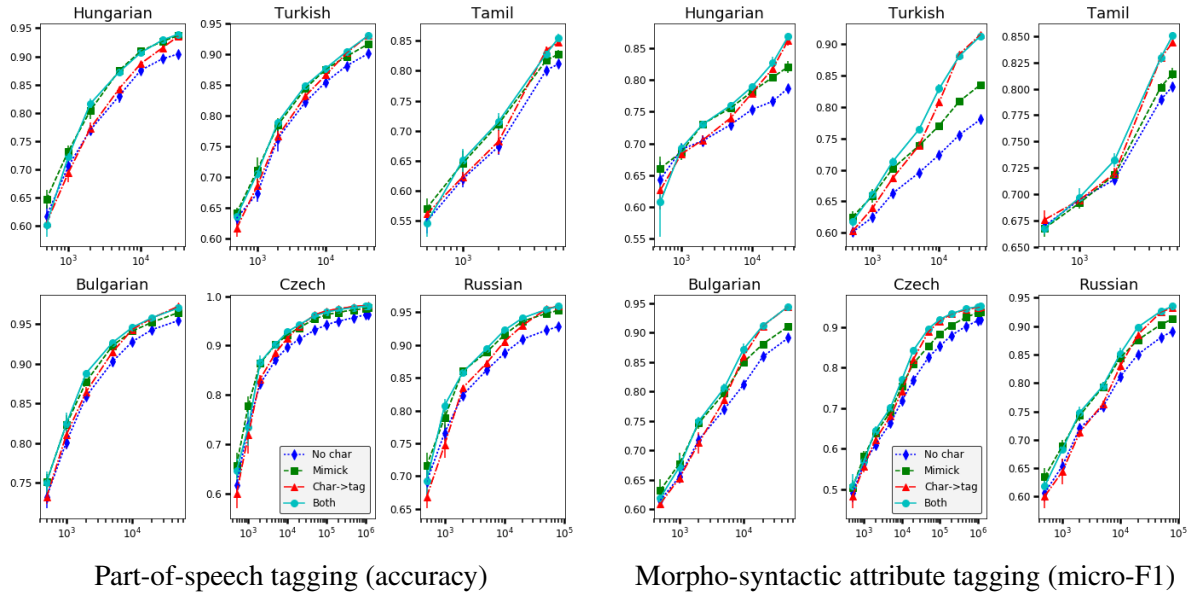 Hungarian Turkish Tamil Hungarian Turkish Tamil
0.95 0.90 0.85 0.80 0.75 0.70 0.65 0.60
10³ 10⁴
0.95 0.90 0.85 0.80 0.75 0.70 0.65 0.60
10³ 10⁴
0.85 0.80 0.75 0.70 0.65 0.60 0.55
10³
0.85 0.80 0.75 0.70 0.65 0.60 0.55
10³ 10⁴
0.90 0.85 0.80 0.75 0.70 0.65 0.60
10³ 10⁴
0.850 0.825 0.800 0.775 0.750 0.725 0.700 0.675 0.650
10³
Bulgarian Czech Russian Bulgarian Czech Russian
0.95 0.90 0.85 0.80 0.75
10³ 10⁴
1.0 0.9 0.8 0.7 0.6
10³ 10⁴ 10⁵ 10⁶
No char
Mimick
Char->tag
Both
0.95 0.90 0.85 0.80 0.75 0.70 0.65
10³ 10⁴ 10⁵
0.95 0.90 0.85 0.80 0.75 0.70 0.65 0.60
10³ 10⁴
0.9 0.8 0.7 0.6 0.5
10³ 10⁴ 10⁵ 10⁶
No char
Mimick
Char->tag
Both
0.95 0.90 0.85 0.80 0.75 0.70 0.65 0.60
10³ 10⁴ 10⁵
Part-of-speech tagging (accuracy) Morpho-syntactic attribute tagging (micro-F1)